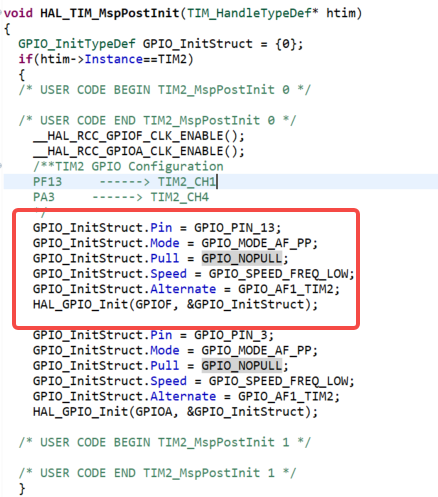 void HAL_TIM_MspPostInit(TIM_HandleTypeDef* htim)
{
  GPIO_InitTypeDef GPIO_InitStruct = {0};
  if(htim->Instance==TIM2)
  {
  /* USER CODE BEGIN TIM2_MspPostInit 0 */

  /* USER CODE END TIM2_MspPostInit 0 */
    __HAL_RCC_GPIOF_CLK_ENABLE();
    __HAL_RCC_GPIOA_CLK_ENABLE();
    /**TIM2 GPIO Configuration
    PF13     ------> TIM2_CH1
    PA3     ------> TIM2_CH4
    */
    GPIO_InitStruct.Pin = GPIO_PIN_13;
    GPIO_InitStruct.Mode = GPIO_MODE_AF_PP;
    GPIO_InitStruct.Pull = GPIO_NOPULL;
    GPIO_InitStruct.Speed = GPIO_SPEED_FREQ_LOW;
    GPIO_InitStruct.Alternate = GPIO_AF1_TIM2;
    HAL_GPIO_Init(GPIOF, &GPIO_InitStruct);

    GPIO_InitStruct.Pin = GPIO_PIN_3;
    GPIO_InitStruct.Mode = GPIO_MODE_AF_PP;
    GPIO_InitStruct.Pull = GPIO_NOPULL;
    GPIO_InitStruct.Speed = GPIO_SPEED_FREQ_LOW;
    GPIO_InitStruct.Alternate = GPIO_AF1_TIM2;
    HAL_GPIO_Init(GPIOA, &GPIO_InitStruct);

  /* USER CODE BEGIN TIM2_MspPostInit 1 */

  /* USER CODE END TIM2_MspPostInit 1 */
  }